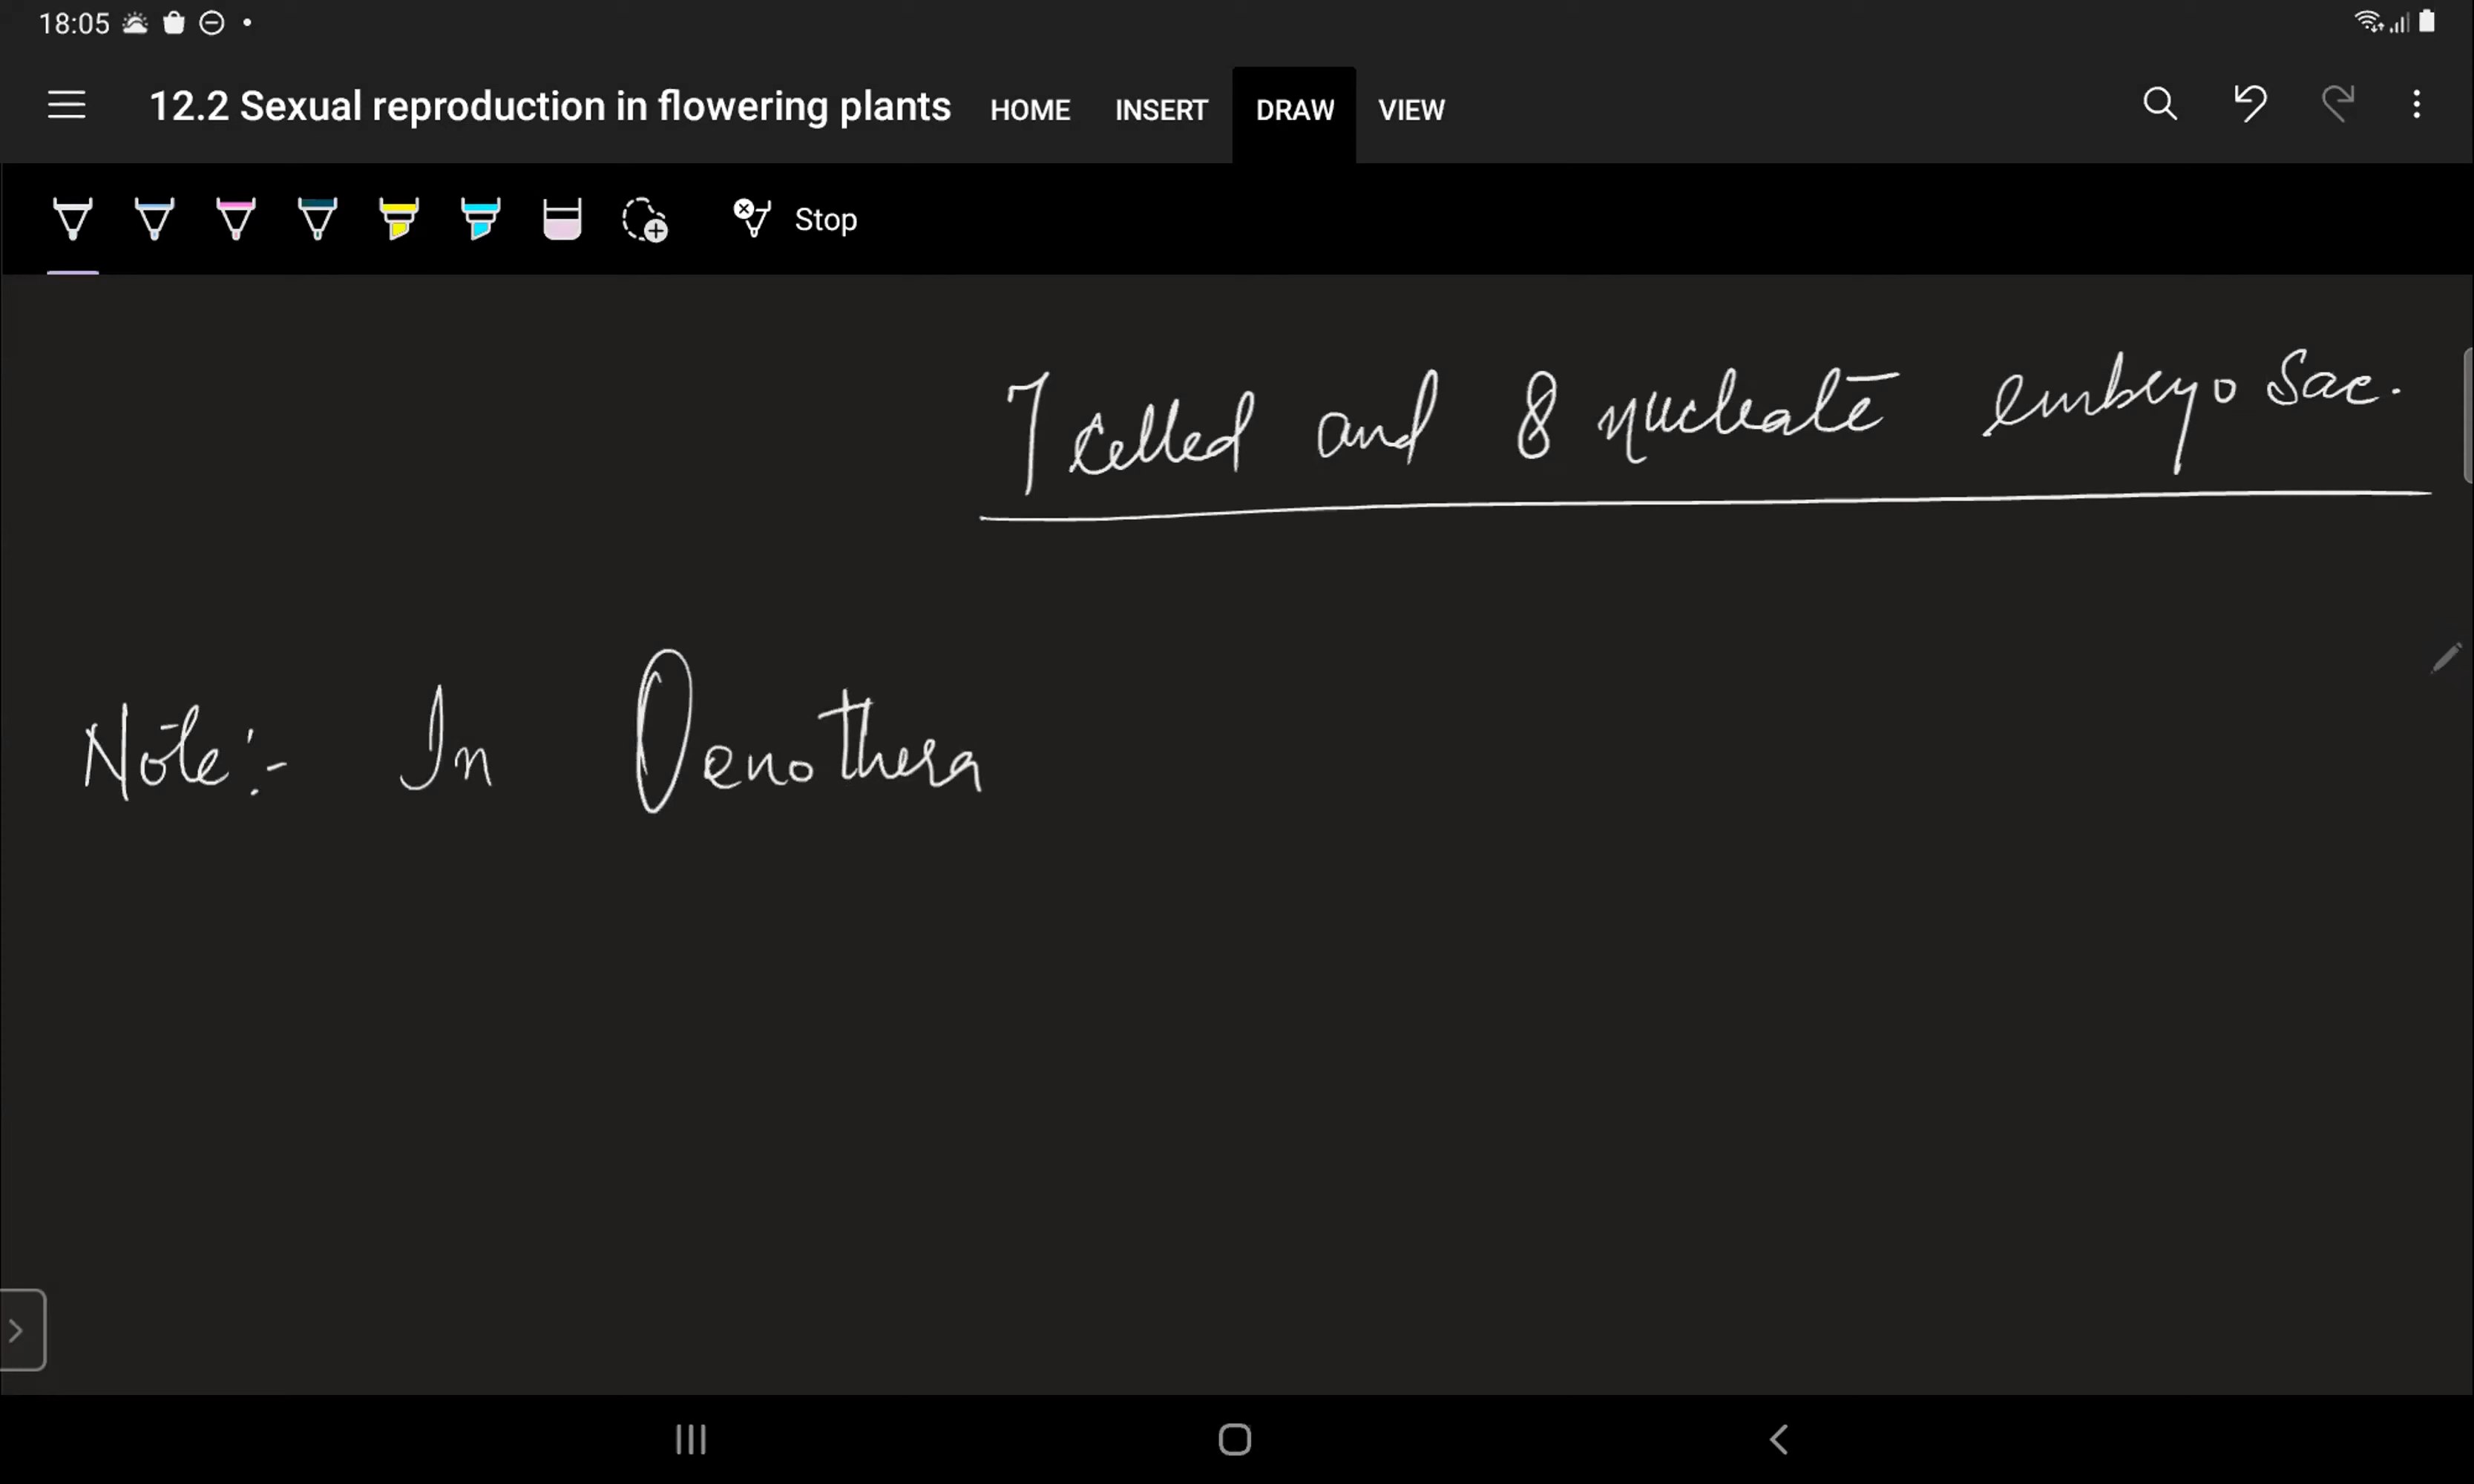 18:05
12.2 Sexual reproduction in flowering plants HOME INSERT DRAW VIEW
Stop
7 celled and 8 nucleate embryo sac.
Note:- In Oenothera